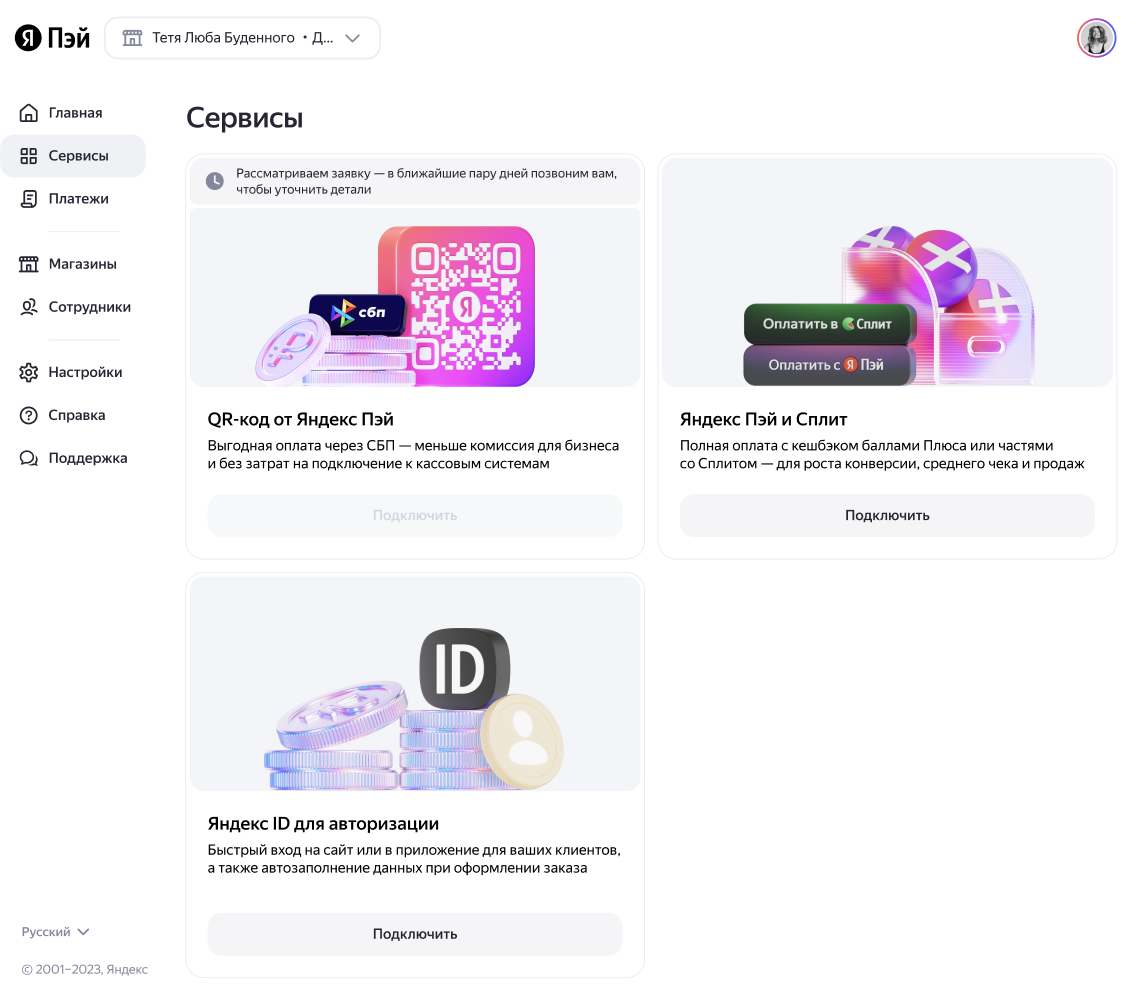 Я Пэй
Тетя Люба Буденного • Д...
Главная
Сервисы
Платежи
Магазины
Сотрудники
Настройки
Справка
Поддержка
Русский
© 2001–2023, Яндекс
Сервисы
Рассматриваем заявку — в ближайшие пару дней позвоним вам,
чтобы уточнить детали
сбп
Я
QR-код от Яндекс Пэй
Выгодная оплата через СБП — меньше комиссия для бизнеса
и без затрат на подключение к кассовым системам
Подключить
Оплатить в Сплит
Оплатить с Я Пэй
Яндекс Пэй и Сплит
Полная оплата с кешбэком баллами Плюса или частями
со Сплитом — для роста конверсии, среднего чека и продаж
Подключить
ID
Яндекс ID для авторизации
Быстрый вход на сайт или в приложение для ваших клиентов,
а также автозаполнение данных при оформлении заказа
Подключить